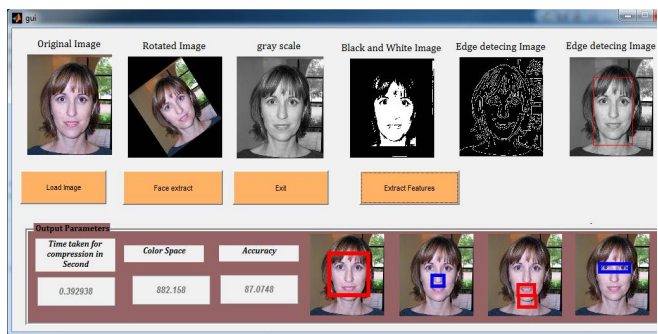 gui
Original Image
Rotated Image
gray scale
Black and White Image
Edge detecing Image
Edge detecing Image
Load Image
Face extract
Exit
Extract Features
Output Parameters
Time taken for
compression in
Second
Color Space
Accuracy
0.392938
882.158
87.0748